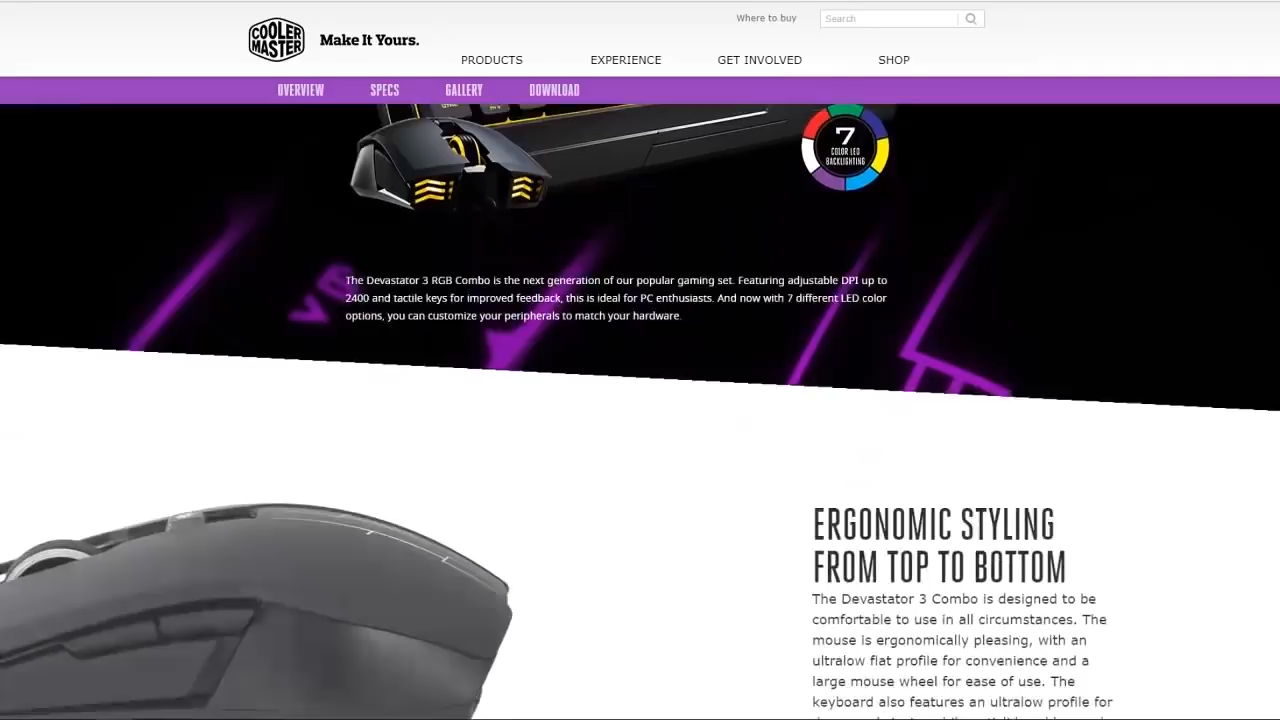 Where to buy
Search
COOLER
MASTER
Make It Yours.
PRODUCTS EXPERIENCE GET INVOLVED SHOP
OVERVIEW SPECS GALLERY DOWNLOAD
7
COLOR LED
BACKLIGHTING
The Devastator 3 RGB Combo is the next generation of our popular gaming set. Featuring adjustable DPI up to
2400 and tactile keys for improved feedback, this is ideal for PC enthusiasts. And now with 7 different LED color
options, you can customize your peripherals to match your hardware.
ERGONOMIC STYLING
FROM TOP TO BOTTOM
The Devastator 3 Combo is designed to be
comfortable to use in all circumstances. The
mouse is ergonomically pleasing, with an
ultralow flat profile for convenience and a
large mouse wheel for ease of use. The
keyboard also features an ultralow profile for